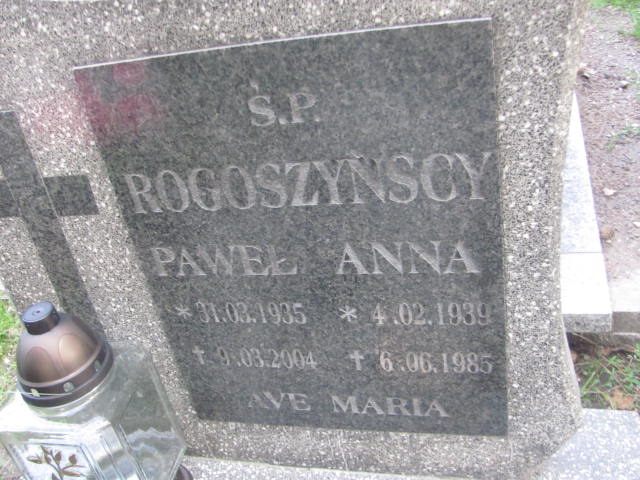 Ś.P.
ROGOSZYŃSCY
PAWEŁ ANNA
* 31.03.1935 * 4.02.1939
† 9.03.2004 † 6.06.1985
AVE MARIA